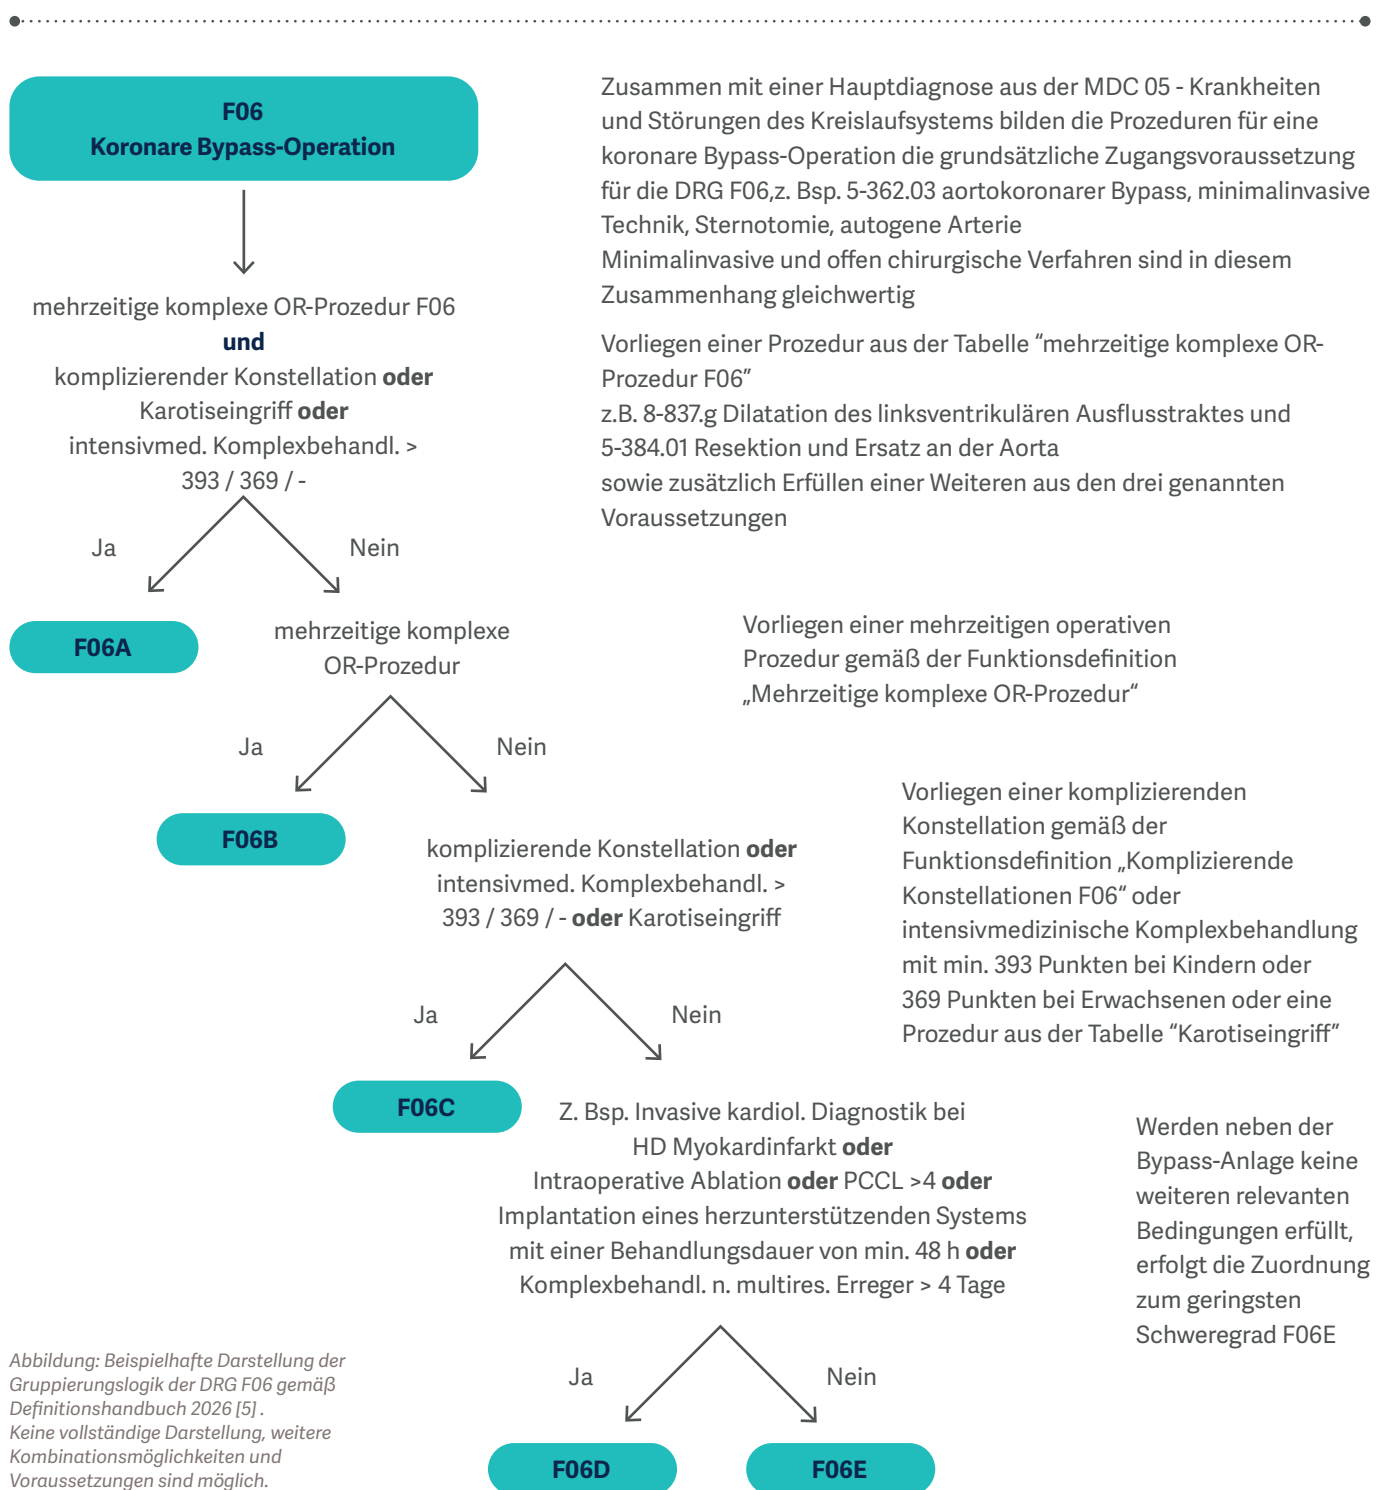 F06
Koronare Bypass-Operation
Zusammen mit einer Hauptdiagnose aus der MDC 05 - Krankheiten
und Störungen des Kreislaufsystems bilden die Prozeduren für eine
koronare Bypass-Operation die grundsätzliche Zugangsvoraussetzung
für die DRG F06,z. Bsp. 5-362.03 aortokoronarer Bypass, minimalinvasive
Technik, Sternotomie, autogene Arterie
Minimalinvasive und offen chirurgische Verfahren sind in diesem
Zusammenhang gleichwertig
mehrzeitige komplexe OR-Prozedur F06
und
komplizierender Konstellation oder
Karotiseingriff oder
intensivmed. Komplexbehandl. >
393 / 369 / -
Vorliegen einer Prozedur aus der Tabelle “mehrzeitige komplexe OR-
Prozedur F06”
z.B. 8-837.g Dilatation des linksventrikulären Ausflusstraktes und
5-384.01 Resektion und Ersatz an der Aorta
sowie zusätzlich Erfüllen einer Weiteren aus den drei genannten
Voraussetzungen
Ja
Nein
F06A
mehrzeitige komplexe
OR-Prozedur
Vorliegen einer mehrzeitigen operativen
Prozedur gemäß der Funktionsdefinition
„Mehrzeitige komplexe OR-Prozedur“
Ja
Nein
F06B
komplizierende Konstellation oder
intensivmed. Komplexbehandl. >
393 / 369 / - oder Karotiseingriff
Vorliegen einer komplizierenden
Konstellation gemäß der
Funktionsdefinition „Komplizierende
Konstellationen F06“ oder
intensivmedizinische Komplexbehandlung
mit min. 393 Punkten bei Kindern oder
369 Punkten bei Erwachsenen oder eine
Prozedur aus der Tabelle “Karotiseingriff”
Ja
Nein
F06C
Z. Bsp. Invasive kardiol. Diagnostik bei
HD Myokardinfarkt oder
Intraoperative Ablation oder PCCL >4 oder
Implantation eines herzunterstützenden Systems
mit einer Behandlungsdauer von min. 48 h oder
Komplexbehandl. n. multires. Erreger > 4 Tage
Werden neben der
Bypass-Anlage keine
weiteren relevanten
Bedingungen erfüllt,
erfolgt die Zuordnung
zum geringsten
Schweregrad F06E
Ja
Nein
F06D
F06E
Abbildung: Beispielhafte Darstellung der
Gruppierungslogik der DRG F06 gemäß
Definitionshandbuch 2026 [5] .
Keine vollständige Darstellung, weitere
Kombinationsmöglichkeiten und
Voraussetzungen sind möglich.